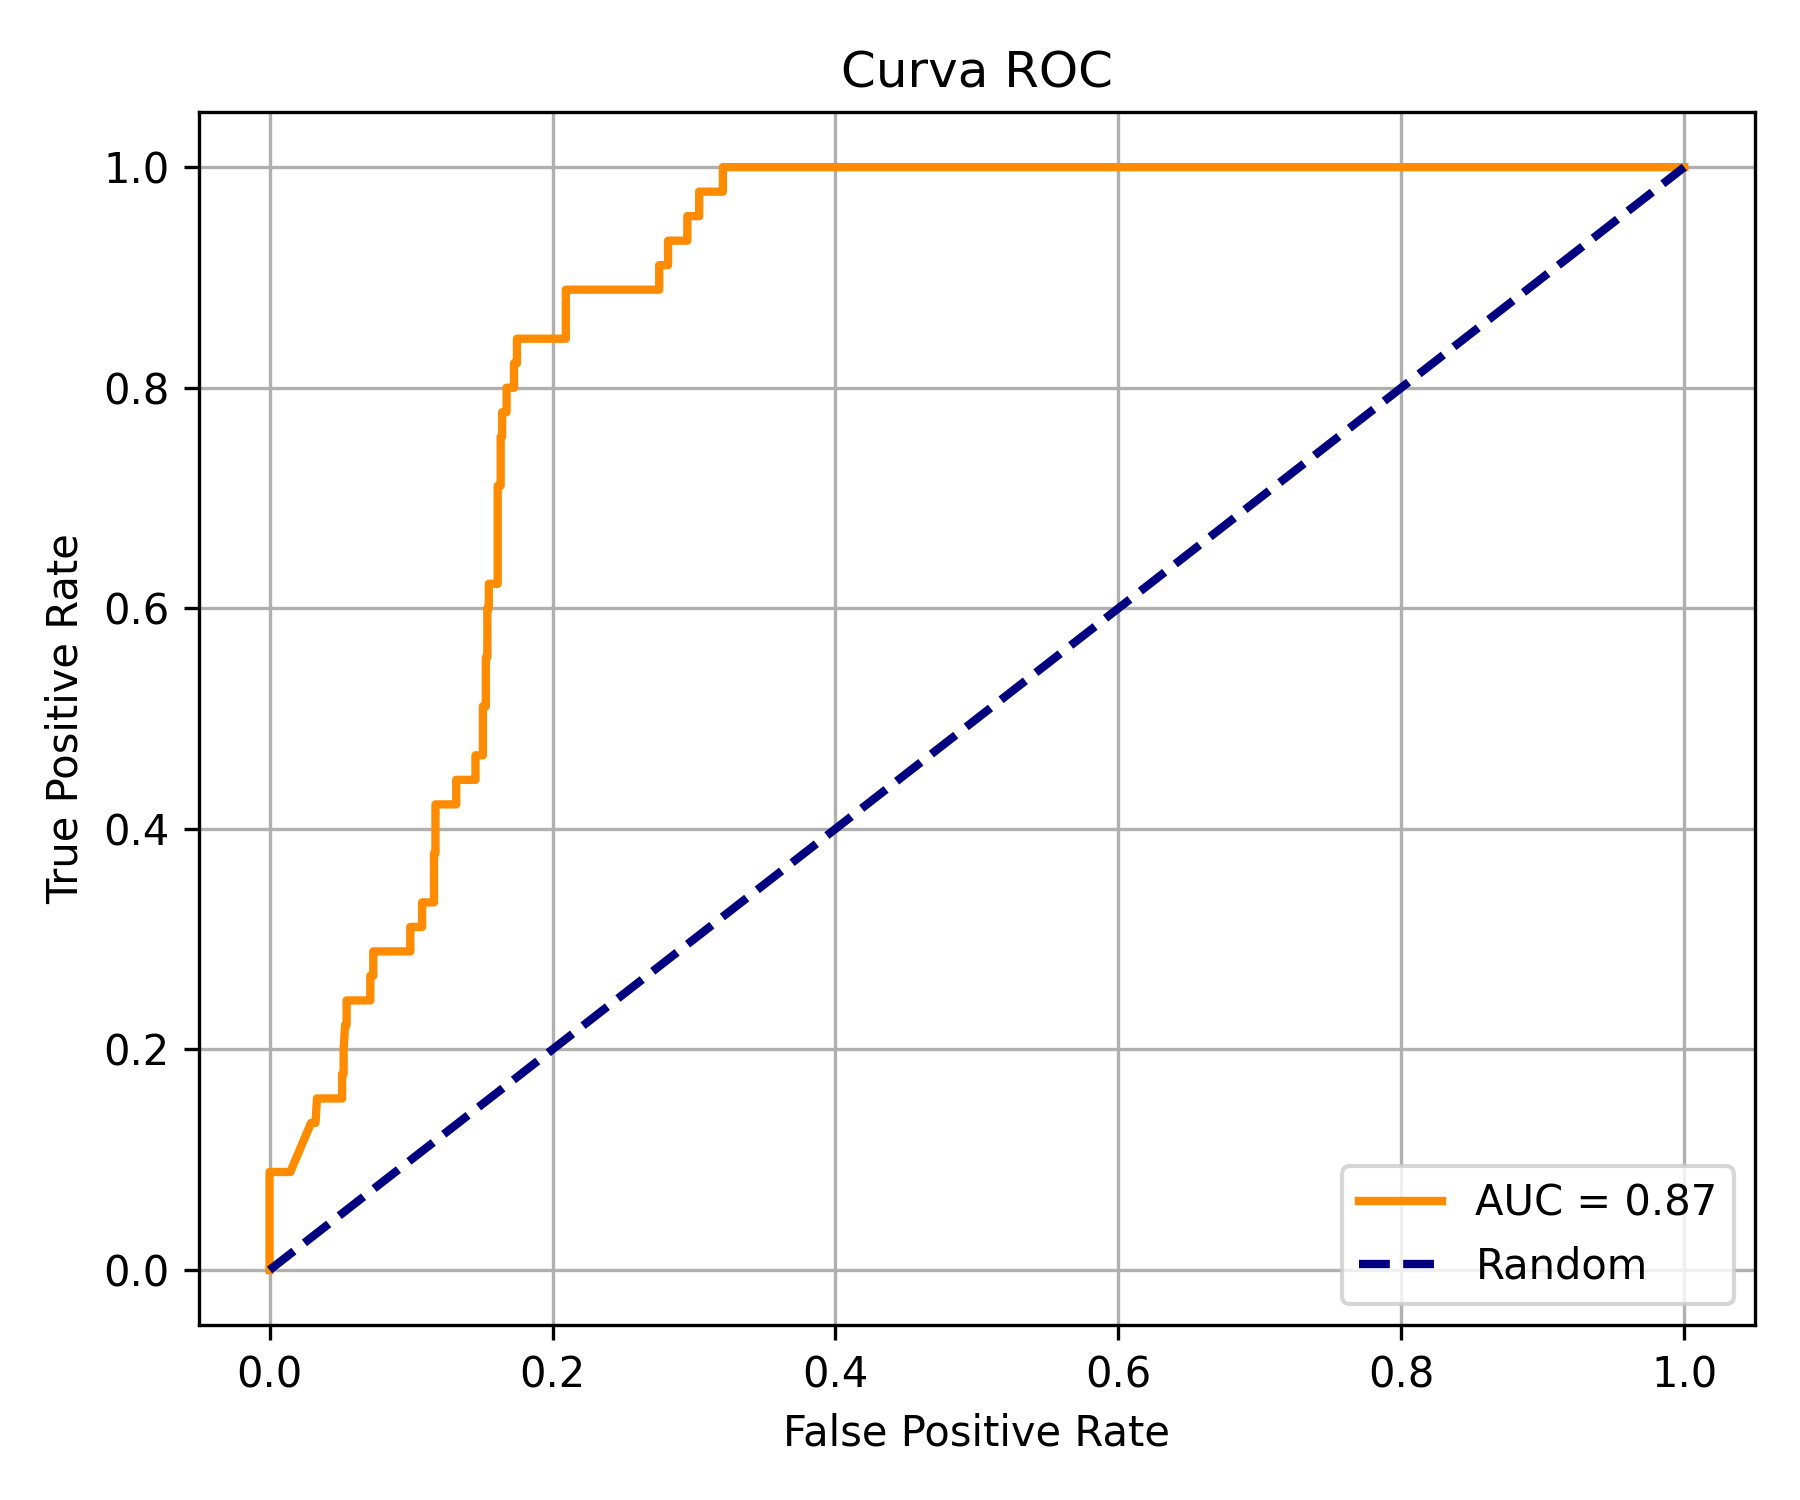 Curva ROC
True Positive Rate
1.0
0.8
0.6
0.4
0.2
0.0
0.0 0.2 0.4 0.6 0.8 1.0
False Positive Rate
AUC = 0.87
Random